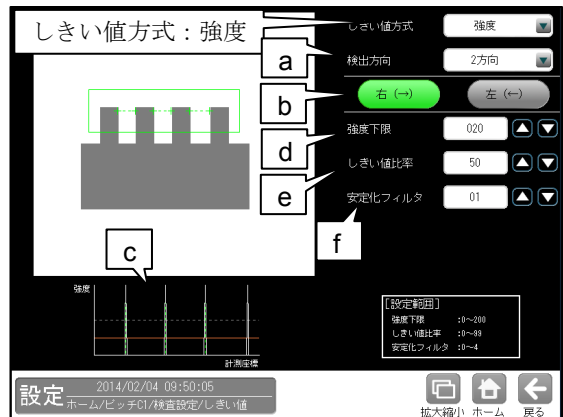 しきい値方式：強度
しきい値方式 強度
a 検出方向 2方向
b 右 (→) 左 (←)
d 強度下限 020
e しきい値比率 50
安定化フィルタ 01
f
c
強度
計測座標
[設定範囲]
強度下限 :0～200
しきい値比率 :0～99
安定化フィルタ :0～4
設定 2014/02/04 09:50:05
ホーム/ピッチC1/検査設定/しきい値
拡大縮小 ホーム 戻る